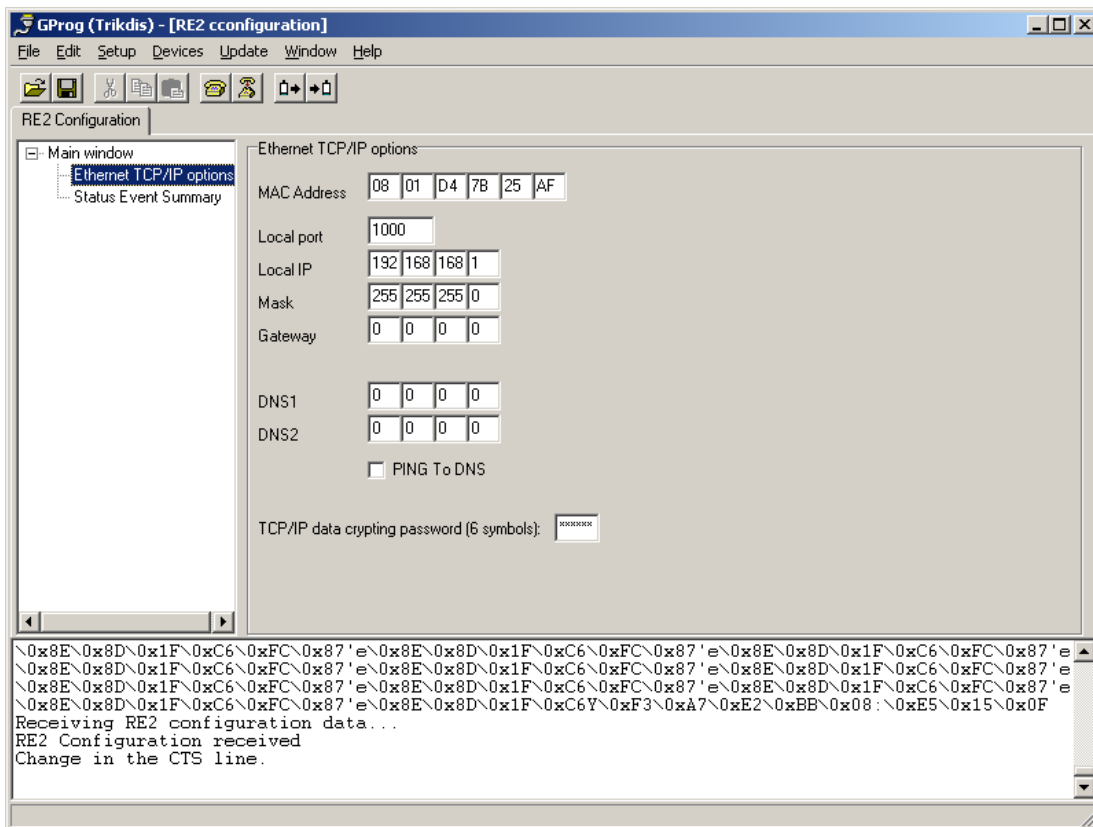 GProg (Trikdis) - [RE2 cconfiguration]
File Edit Setup Devices Update Window Help
RE2 Configuration
Main window
Ethernet TCP/IP options
Status Event Summary
Ethernet TCP/IP options
MAC Address 08 01 D4 7B 25 AF
Local port 1000
Local IP 192 168 168 1
Mask 255 255 255 0
Gateway 0 0 0 0
DNS1 0 0 0 0
DNS2 0 0 0 0
PING To DNS
TCP/IP data crypting password (6 symbols): ******
\0x8E\0x8D\0x1F\0xC6\0xFC\0x87'e\0x8E\0x8D\0x1F\0xC6\0xFC\0x87'e\0x8E\0x8D\0x1F\0xC6\0xFC\0x87'e
\0x8E\0x8D\0x1F\0xC6\0xFC\0x87'e\0x8E\0x8D\0x1F\0xC6\0xFC\0x87'e\0x8E\0x8D\0x1F\0xC6\0xFC\0x87'e
\0x8E\0x8D\0x1F\0xC6\0xFC\0x87'e\0x8E\0x8D\0x1F\0xC6\0xFC\0x87'e\0x8E\0x8D\0x1F\0xC6\0xFC\0x87'e
\0x8E\0x8D\0x1F\0xC6\0xFC\0x87'e\0x8E\0x8D\0x1F\0xC6Y\0xF3\0xA7\0xE2\0xBB\0x08:\0xE5\0x15\0x0F
Receiving RE2 configuration data...
RE2 Configuration received
Change in the CTS line.